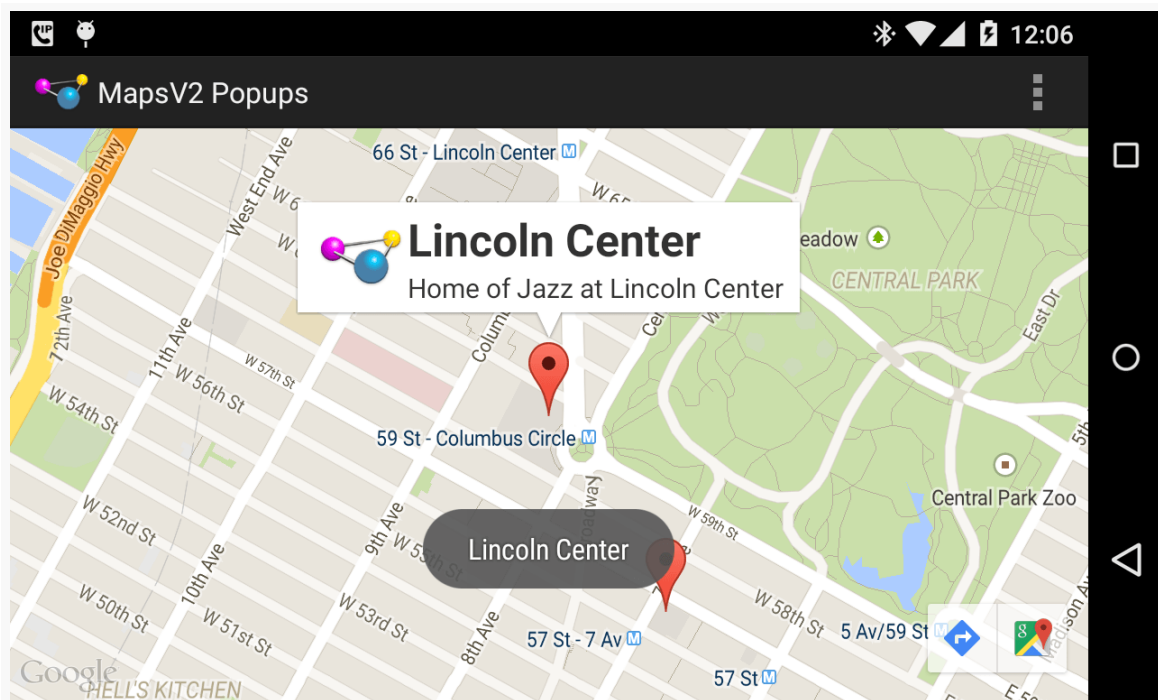 12:06
MapsV2 Popups
66 St - Lincoln Center M
Joe DiMaggio Hwy
West End Ave
Lincoln Center
Home of Jazz at Lincoln Center
CENTRAL PARK
12th Ave
11th Ave
East Dr
W 57th St
W 56th St
W 54th St
59 St - Columbus Circle M
Central Park Zoo
W 52nd St
9th Ave
W 59th St
Lincoln Center
10th Ave
W 50th St
W 51st St
W 53rd St
8th Ave
W 58th St
57 St - 7 Av M
5 Av/59 St
57 St M
Google
HELL'S KITCHEN